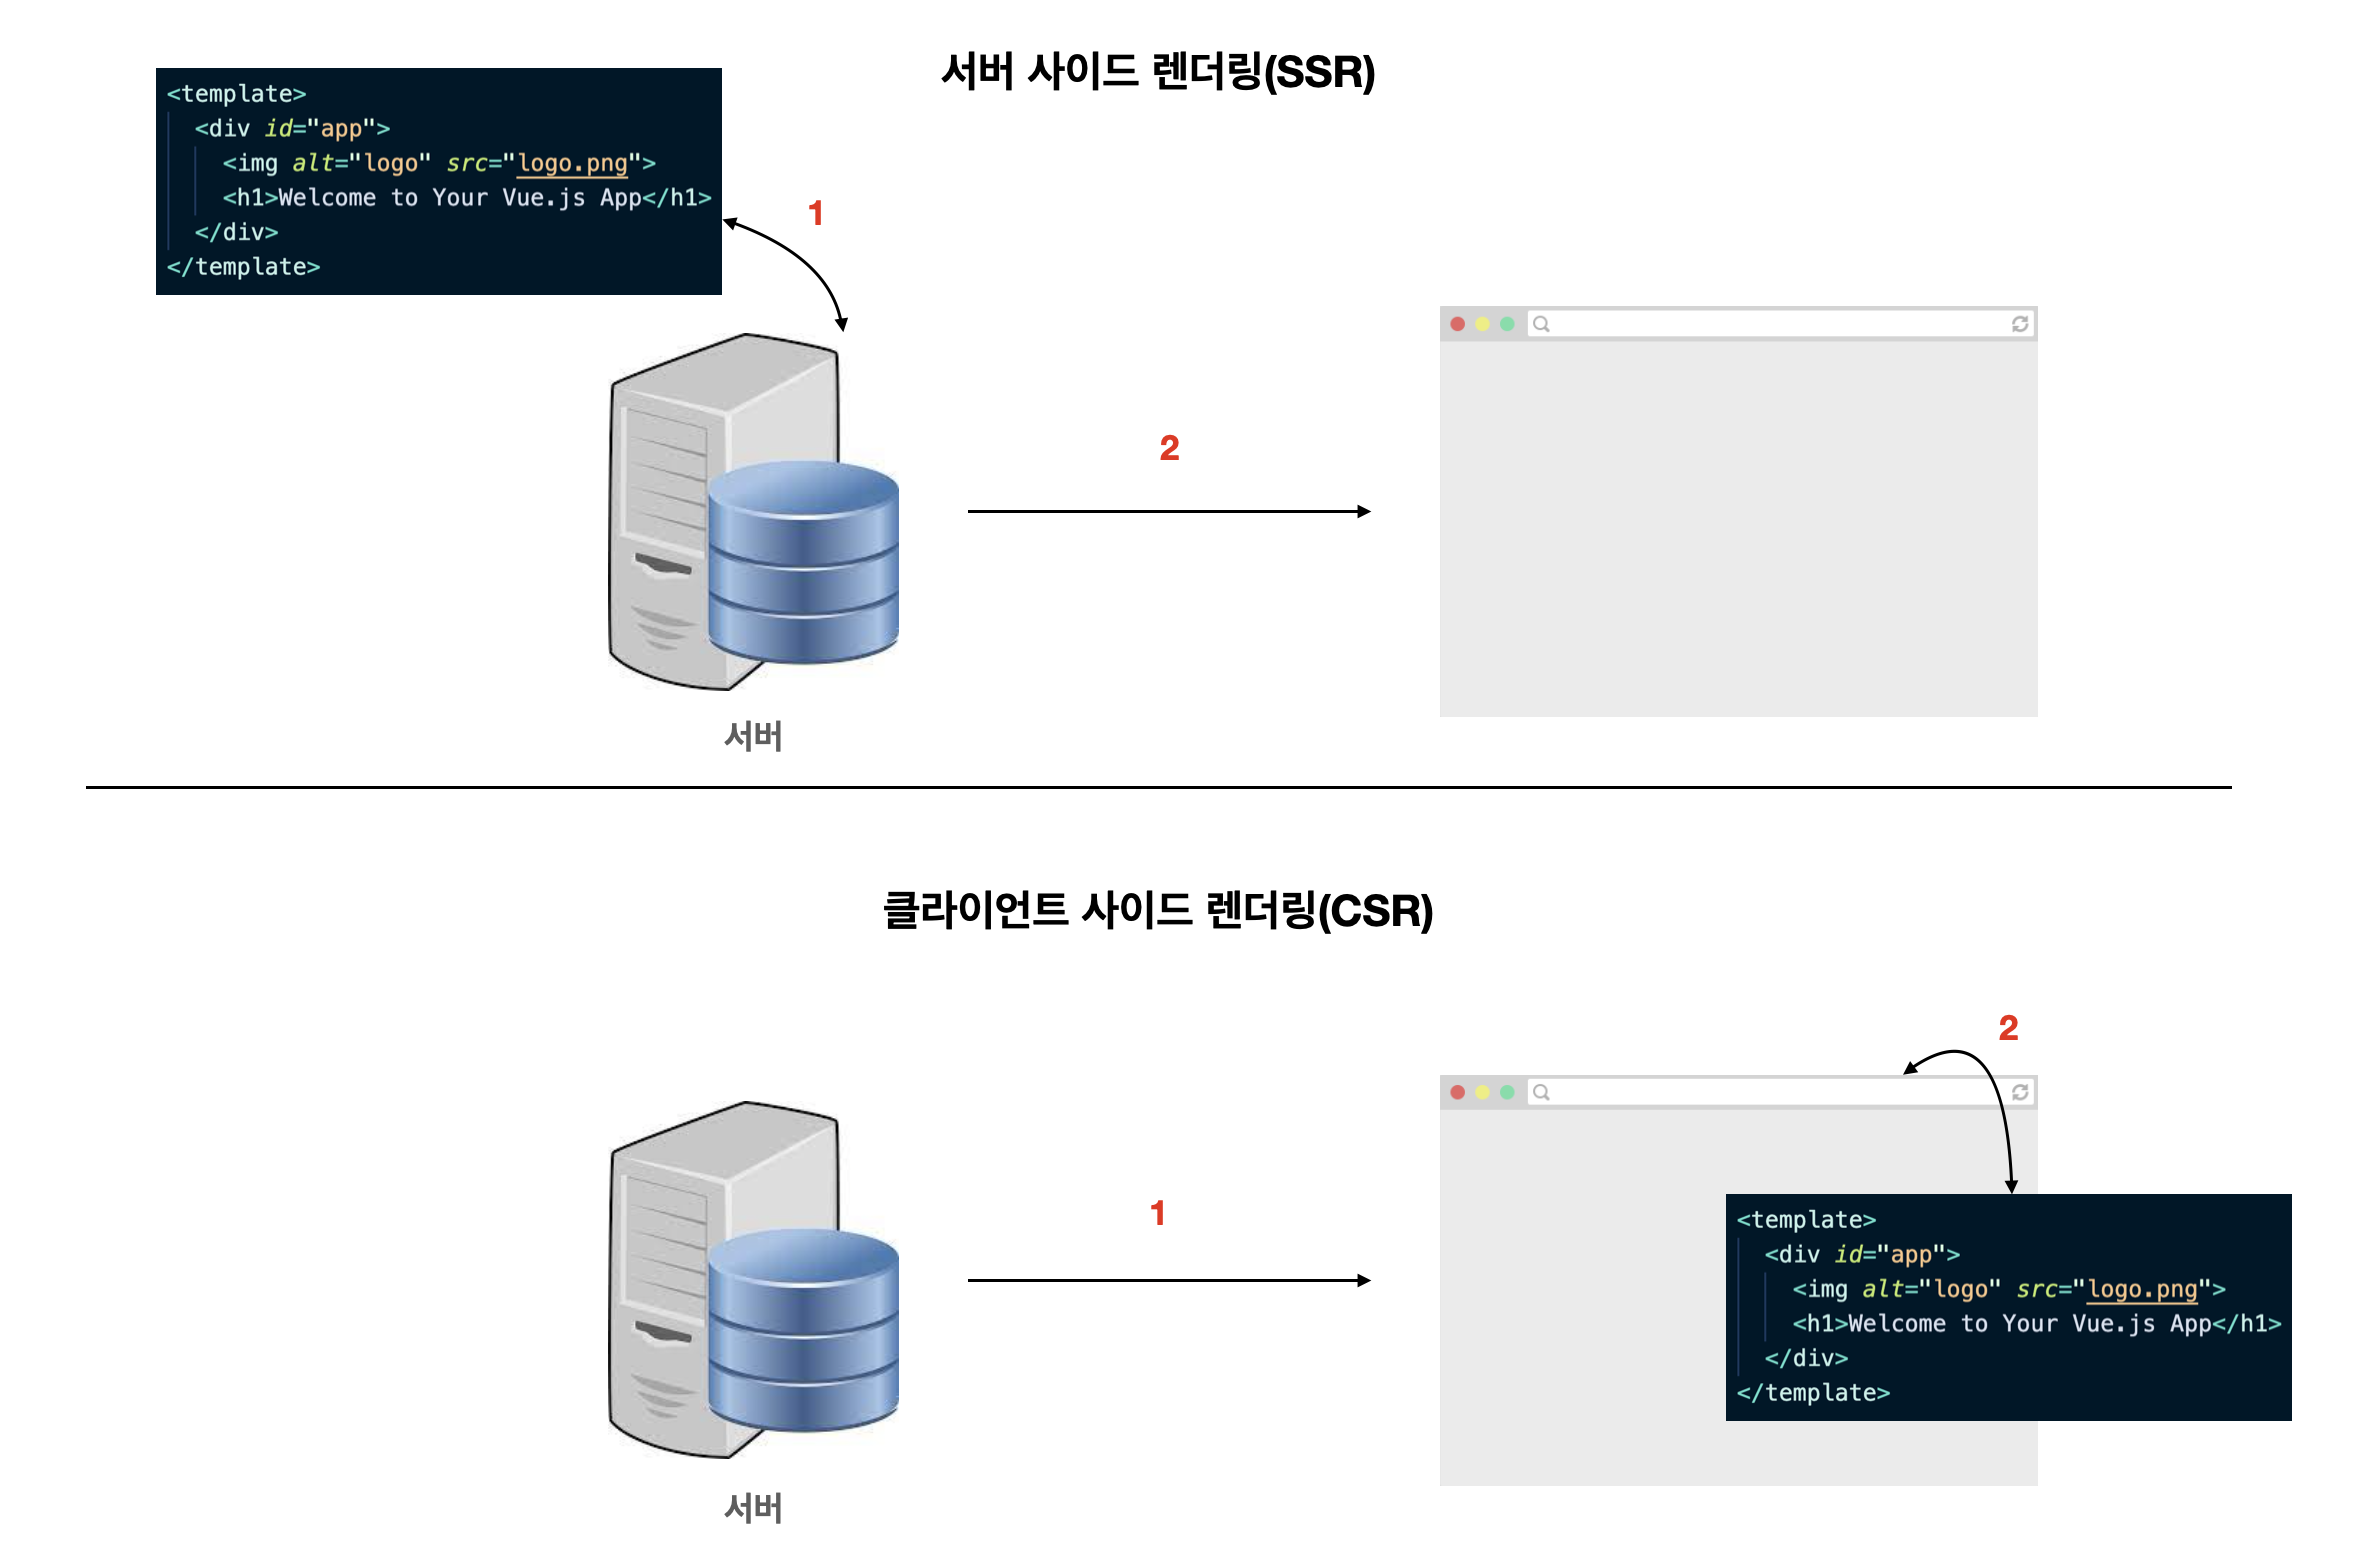 서버 사이드 렌더링(SSR)
<template>
<div id="app">
<img alt="logo" src="logo.png">
<h1>Welcome to Your Vue.js App</h1>
</div>
</template>
1
2
서버
클라이언트 사이드 렌더링(CSR)
2
1
<template>
<div id="app">
<img alt="logo" src="logo.png">
<h1>Welcome to Your Vue.js App</h1>
</div>
</template>
서버